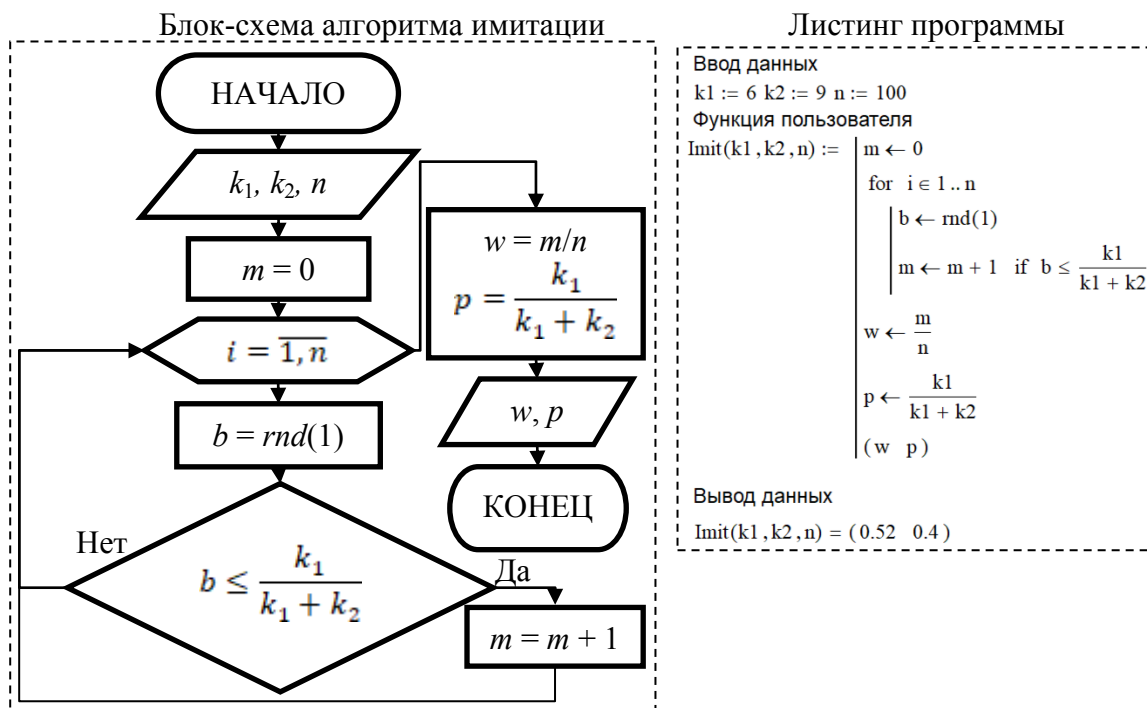 Блок-схема алгоритма имитации
НАЧАЛО
k₁, k₂, n
m = 0
i = \overline{1, n}
b = rnd(1)
b ≤ k₁/(k₁ + k₂)
Нет
Да
m = m + 1
w = m/n
p = k₁/(k₁ + k₂)
w, p
КОНЕЦ
Листинг программы
Ввод данных
k1 := 6 k2 := 9 n := 100
Функция пользователя
Imit(k1, k2, n) := m ← 0
for i ∈ 1 .. n
b ← rnd(1)
m ← m + 1 if b ≤ k1/(k1 + k2)
w ← m/n
p ← k1/(k1 + k2)
(w p)
Вывод данных
Imit(k1, k2, n) = (0.52 0.4)